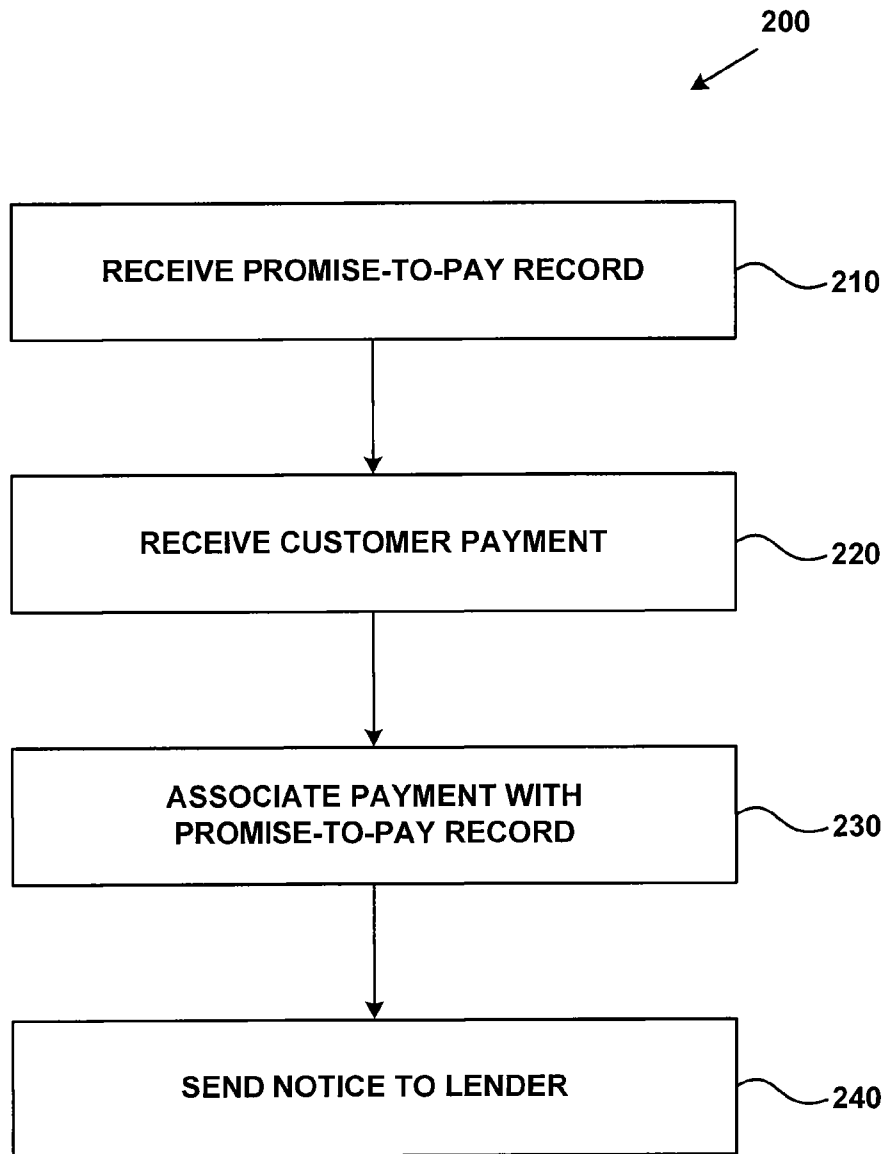 200
RECEIVE PROMISE-TO-PAY RECORD
210
RECEIVE CUSTOMER PAYMENT
220
ASSOCIATE PAYMENT WITH
PROMISE-TO-PAY RECORD
230
SEND NOTICE TO LENDER
240